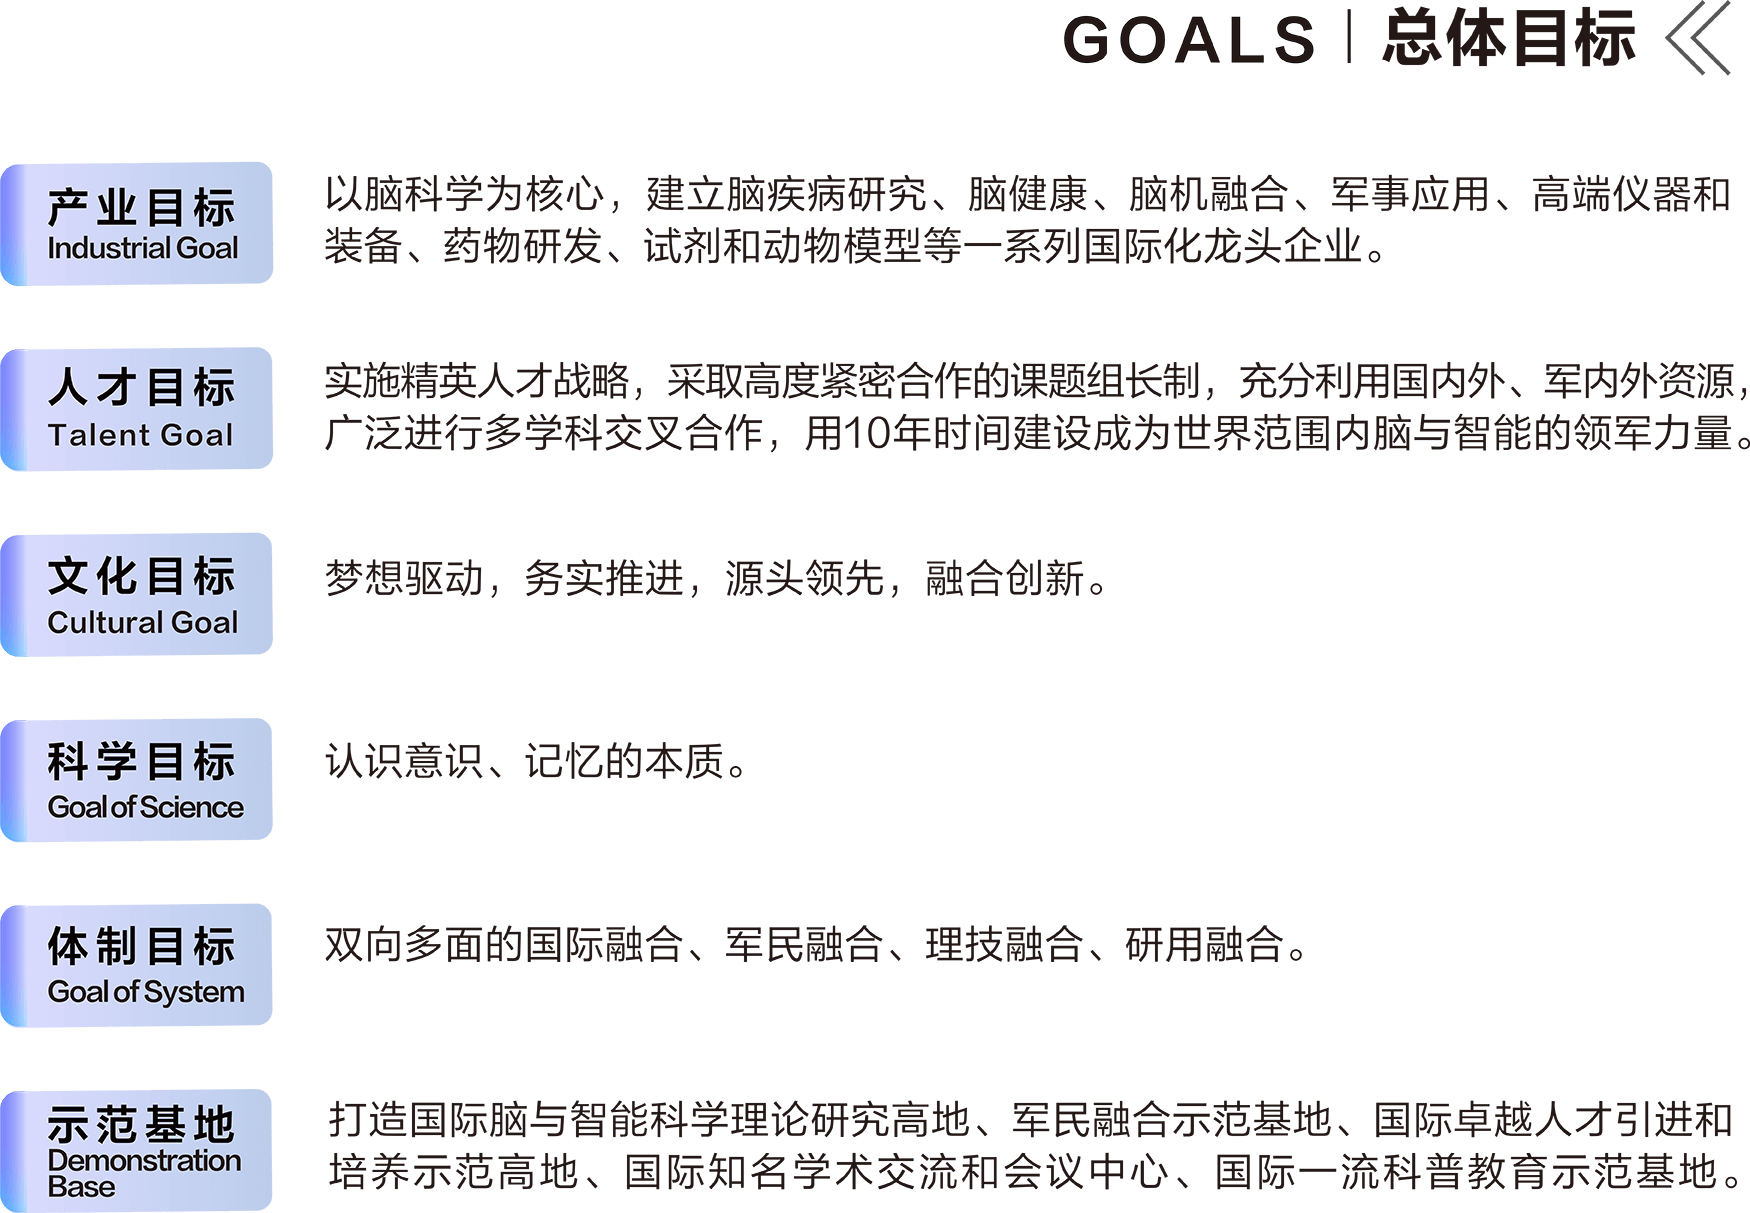 GOALS | 总体目标
产业目标
Industrial Goal
以脑科学为核心，建立脑疾病研究、脑健康、脑机融合、军事应用、高端仪器和
装备、药物研发、试剂和动物模型等一系列国际化龙头企业。
人才目标
Talent Goal
实施精英人才战略，采取高度紧密合作的课题组长制，充分利用国内外、军内外资源，
广泛进行多学科交叉合作，用10年时间建设成为世界范围内脑与智能的领军力量。
文化目标
Cultural Goal
梦想驱动，务实推进，源头领先，融合创新。
科学目标
Goal of Science
认识意识、记忆的本质。
体制目标
Goal of System
双向多面的国际融合、军民融合、理技融合、研用融合。
示范基地
Demonstration
Base
打造国际脑与智能科学理论研究高地、军民融合示范基地、国际卓越人才引进和
培养示范高地、国际知名学术交流和会议中心、国际一流科普教育示范基地。